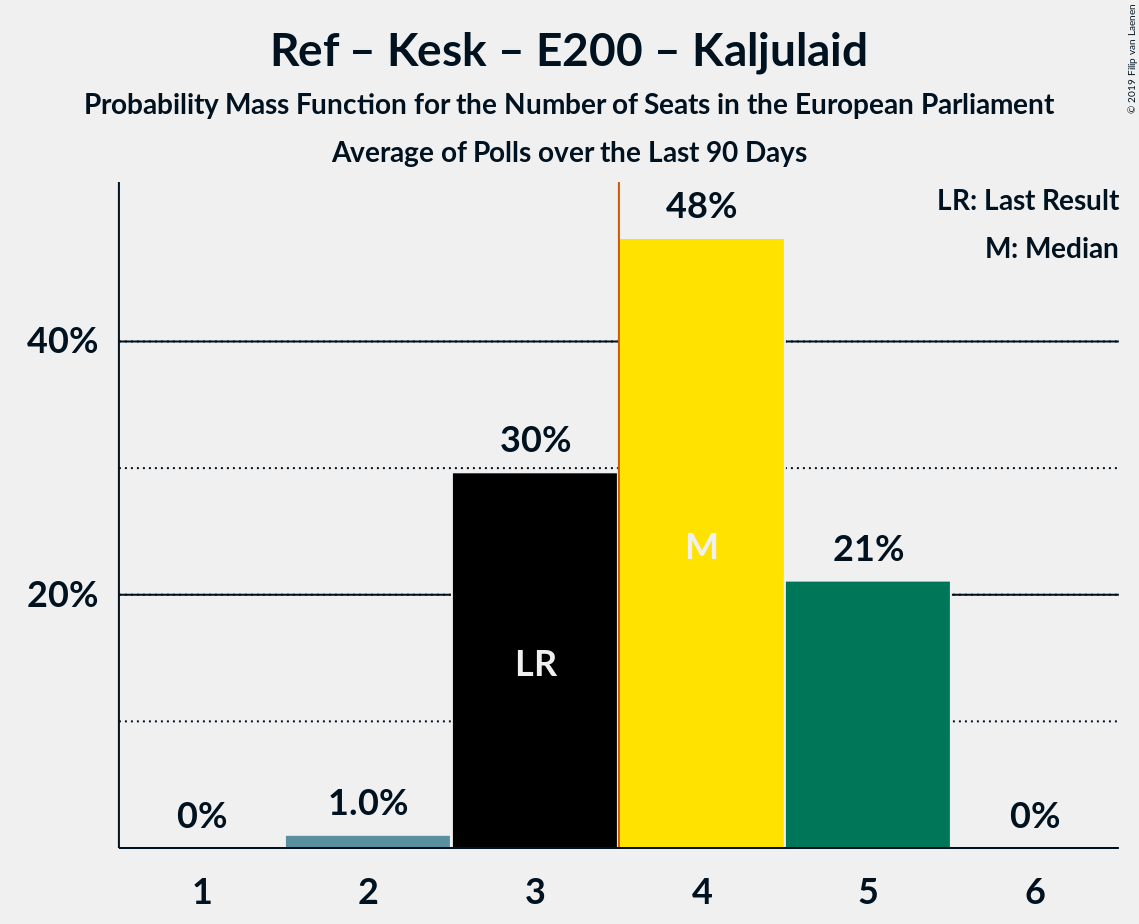 Ref – Kesk – E200 – Kaljulaid
Probability Mass Function for the Number of Seats in the European Parliament
Average of Polls over the Last 90 Days
© 2019 Filip van Laenen
LR: Last Result
M: Median
48%
40%
30%
M
21%
20%
LR
1.0%
0%
0%
1 2 3 4 5 6